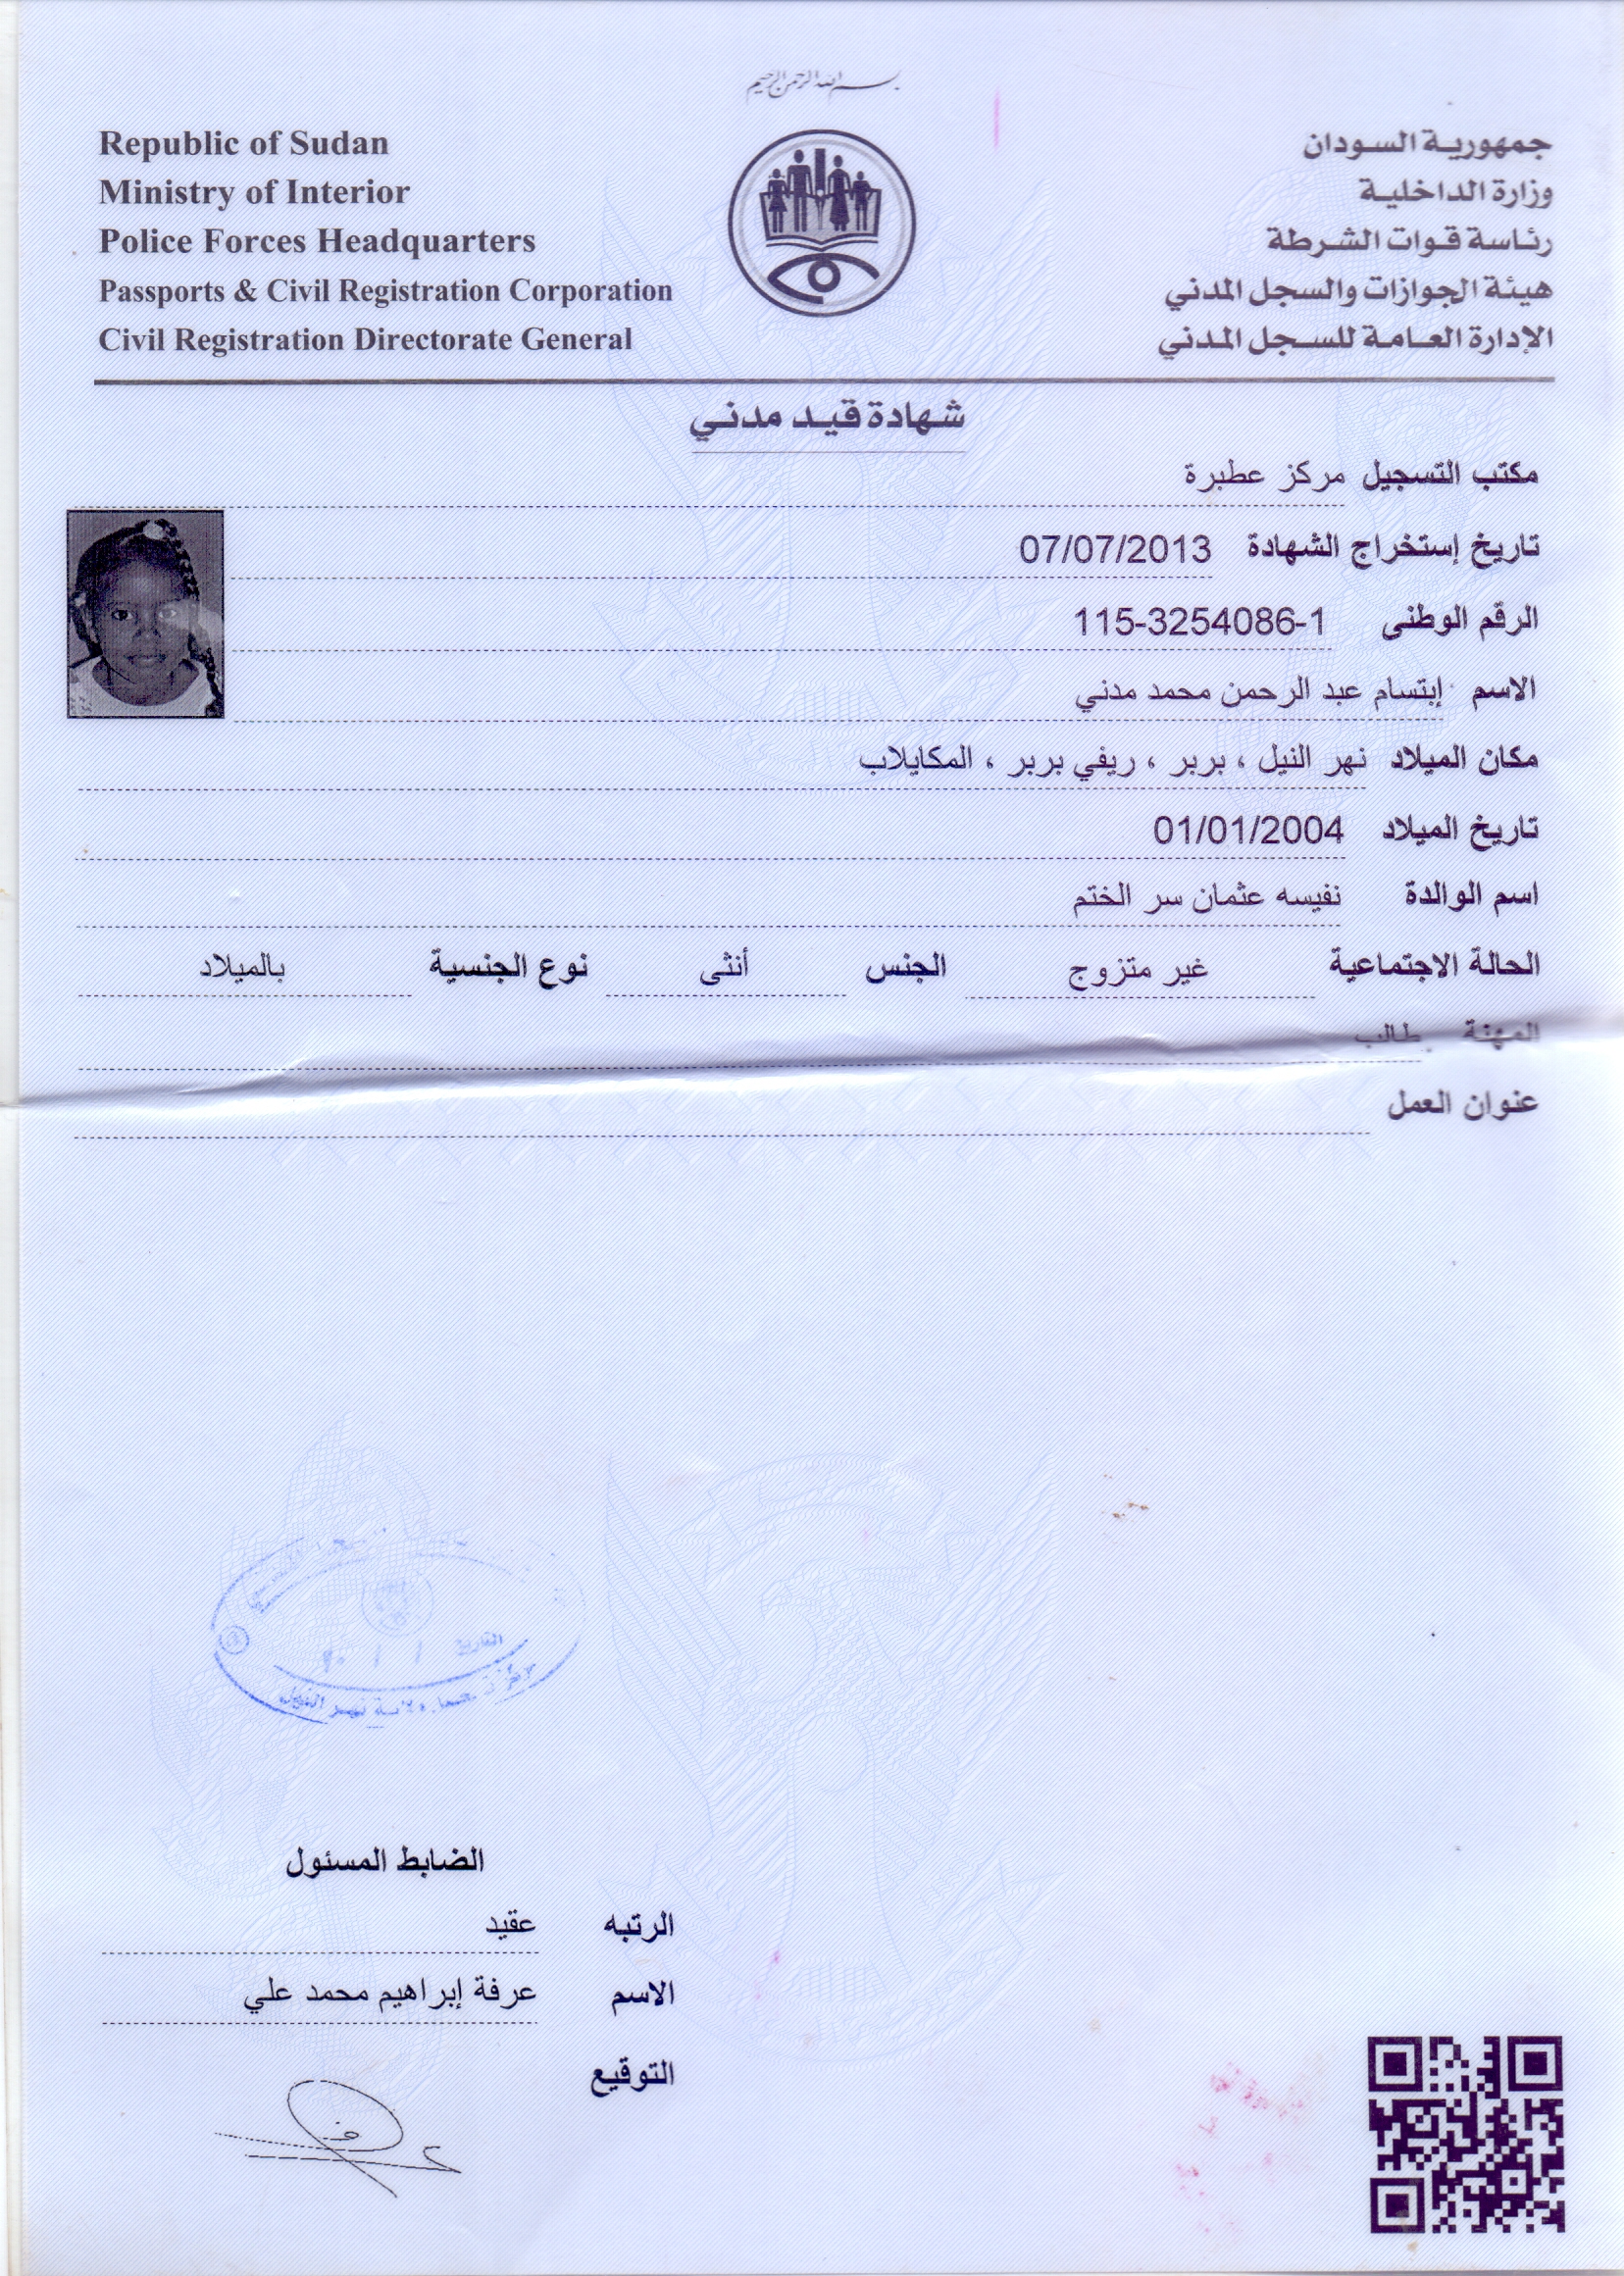 بسم الله الرحمن الرحيم
Republic of Sudan
Ministry of Interior
Police Forces Headquarters
Passports & Civil Registration Corporation
Civil Registration Directorate General
جمهورية السودان
وزارة الداخلية
رئاسة قوات الشرطة
هيئة الجوازات والسجل المدني
الإدارة العامة للسجل المدني
شهادة قيد مدني
مكتب التسجيل مركز عطبرة
تاريخ إستخراج الشهادة 07/07/2013
الرقم الوطنى 115-3254086-1
الاسم إبتسام عبد الرحمن محمد مدني
مكان الميلاد نهر النيل ، بربر ، ريفي بربر ، المكايلاب
تاريخ الميلاد 01/01/2004
اسم الوالدة نفيسه عثمان سر الختم
الحالة الاجتماعية غير متزوج الجنس أنثى نوع الجنسية بالميلاد
المهنة طالب
عنوان العمل
التاريخ / /
ولاية نهر النيل
الضابط المسئول
الرتبه عقيد
الاسم عرفة إبراهيم محمد علي
التوقيع